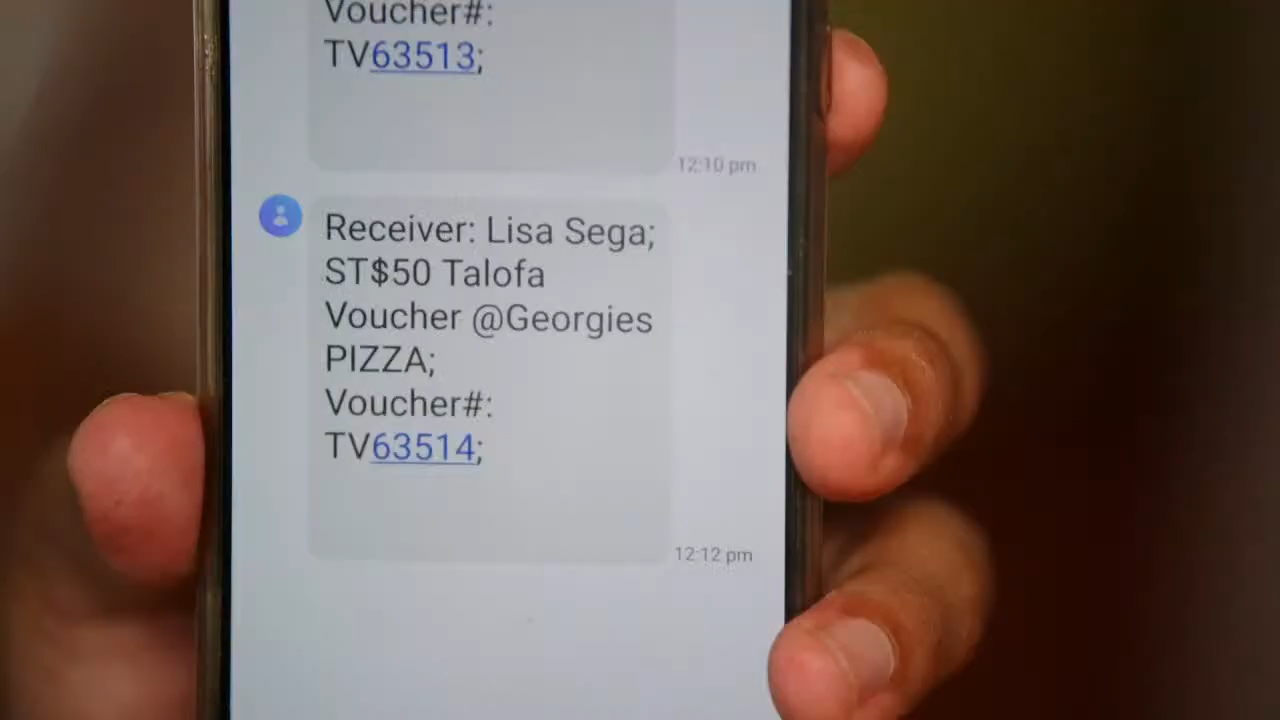 Voucher#:
TV63513;
12:10 pm
Receiver: Lisa Sega;
ST$50 Talofa
Voucher @Georgies
PIZZA;
Voucher#:
TV63514;
12:12 pm